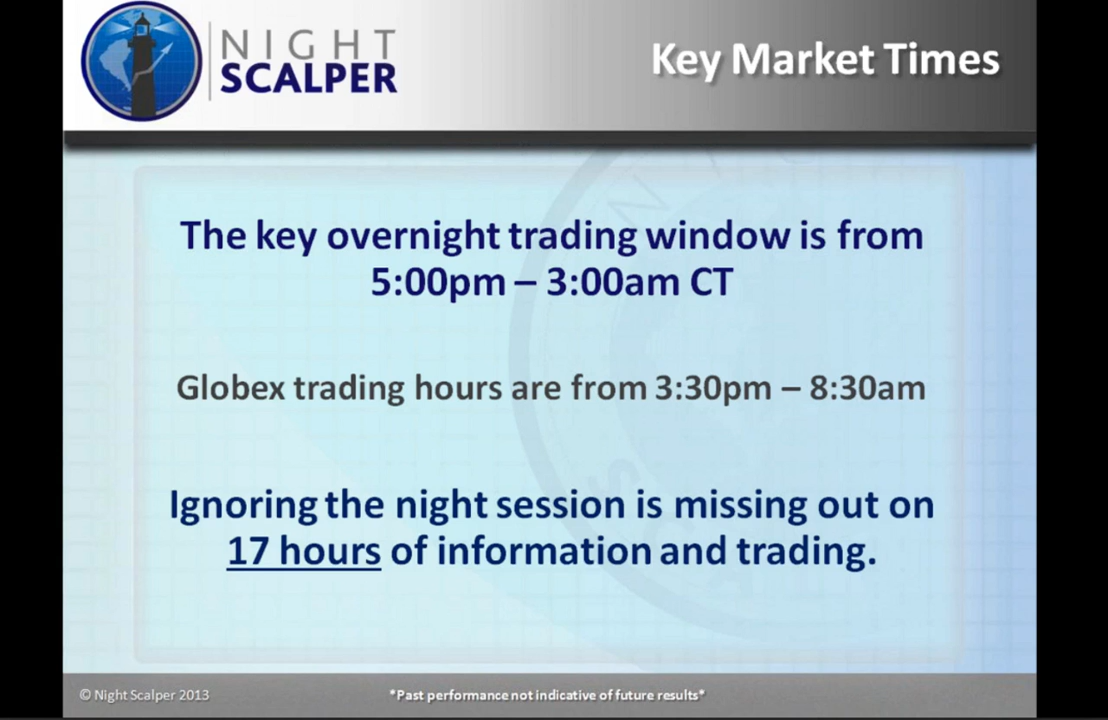 NIGHT
SCALPER
Key Market Times
The key overnight trading window is from
5:00pm – 3:00am CT
Globex trading hours are from 3:30pm – 8:30am
Ignoring the night session is missing out on
17 hours of information and trading.
© Night Scalper 2013
*Past performance not indicative of future results*